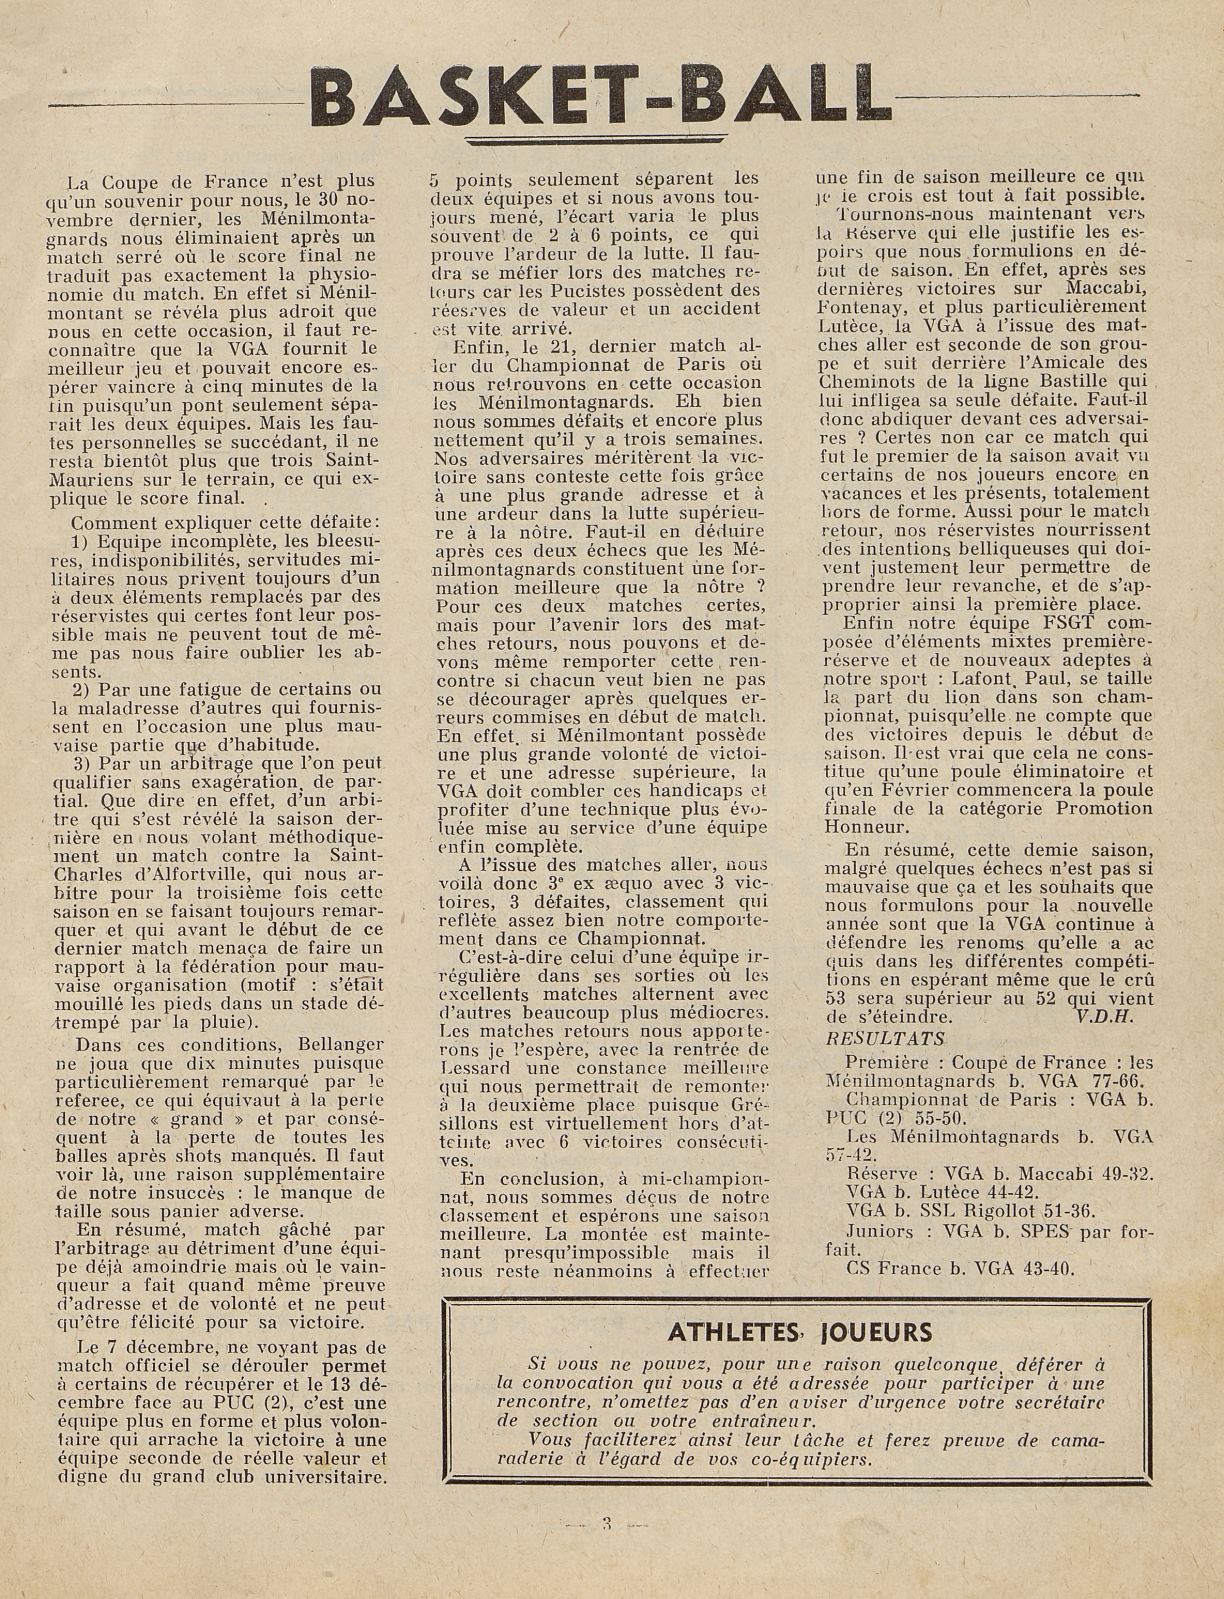 BASKET-BALL
La Coupe de France n'est plus
qu'un souvenir pour nous, le 30 no-
vembre dernier, les Ménilmonta-
gnards nous éliminaient après un
match serré où le score final ne
traduit pas exactement la physio-
nomie du match. En effet si Ménil-
montant se révéla plus adroit que
nous en cette occasion, il faut re-
connaître que la VGA fournit le
meilleur jeu et pouvait encore es-
pérer vaincre à cinq minutes de la
fin puisqu'un pont seulement sépa-
rait les deux équipes. Mais les fau-
tes personnelles se succédant, il ne
resta bientôt plus que trois Saint-
Mauriens sur le terrain, ce qui ex-
plique le score final.
Comment expliquer cette défaite:
1) Equipe incomplète, les bleesu-
res, indisponibilités, servitudes mi-
litaires nous privent toujours d'un
à deux éléments remplacés par des
réservistes qui certes font leur pos-
sible mais ne peuvent tout de mê-
me pas nous faire oublier les ab-
sents.
2) Par une fatigue de certains ou
la maladresse d'autres qui fournis-
sent en l'occasion une plus mau-
vaise partie que d'habitude.
3) Par un arbitrage que l'on peut
qualifier sans exagération, de par-
tial. Que dire en effet, d'un arbi-
tre qui s'est révélé la saison der-
nière en nous volant méthodique-
ment un match contre la Saint-
Charles d'Alfortville, qui nous ar-
bitre pour la troisième fois cette
saison en se faisant toujours remar-
quer et qui avant le début de ce
dernier match menaça de faire un
rapport à la fédération pour mau-
vaise organisation (motif : s'était
mouillé les pieds dans un stade dé-
trempé par la pluie).
Dans ces conditions, Bellanger
ne joua que dix minutes puisque
particulièrement remarqué par le
referee, ce qui équivaut à la perte
de notre « grand » et par consé-
quent à la perte de toutes les
balles après shots manqués. Il faut
voir là, une raison supplémentaire
de notre insuccès : le manque de
taille sous panier adverse.
En résumé, match gâché par
l'arbitrage au détriment d'une équi-
pe déjà amoindrie mais où le vain-
queur a fait quand même preuve
d'adresse et de volonté et ne peut
qu'être félicité pour sa victoire.
Le 7 décembre, ne voyant pas de
match officiel se dérouler permet
à certains de récupérer et le 13 dé-
cembre face au PUC (2), c'est une
équipe plus en forme et plus volon-
taire qui arrache la victoire à une
équipe seconde de réelle valeur et
digne du grand club universitaire.
5 points seulement séparent les
deux équipes et si nous avons tou-
jours mené, l'écart varia le plus
souvent de 2 à 6 points, ce qui
prouve l'ardeur de la lutte. Il fau-
dra se méfier lors des matches re-
tours car les Pucistes possèdent des
réesrves de valeur et un accident
est vite arrivé.
Enfin, le 21, dernier match al-
ler du Championnat de Paris où
nous retrouvons en cette occasion
les Ménilmontagnards. Eh bien
nous sommes défaits et encore plus
nettement qu'il y a trois semaines.
Nos adversaires méritèrent la vic-
toire sans conteste cette fois grâce
à une plus grande adresse et à
une ardeur dans la lutte supérieu-
re à la nôtre. Faut-il en déduire
après ces deux échecs que les Mé-
nilmontagnards constituent une for-
mation meilleure que la nôtre ?
Pour ces deux matches certes,
mais pour l'avenir lors des mat-
ches retours, nous pouvons et de-
vons même remporter cette ren-
contre si chacun veut bien ne pas
se décourager après quelques er-
reurs commises en début de match.
En effet, si Ménilmontant possède
une plus grande volonté de victoi-
re et une adresse supérieure, la
VGA doit combler ces handicaps et
profiter d'une technique plus évo-
luée mise au service d'une équipe
enfin complète.
A l'issue des matches aller, nous
voilà donc 3e ex æquo avec 3 vic-
toires, 3 défaites, classement qui
reflète assez bien notre comporte-
ment dans ce Championnat.
C'est-à-dire celui d'une équipe ir-
régulière dans ses sorties où les
excellents matches alternent avec
d'autres beaucoup plus médiocres.
Les matches retours nous apporte-
rons je l'espère, avec la rentrée de
Lessard une constance meilleure
qui nous permettrait de remonter
à la deuxième place puisque Gré-
sillons est virtuellement hors d'at-
teinte avec 6 victoires consécuti-
ves.
En conclusion, à mi-champion-
nat, nous sommes déçus de notre
classement et espérons une saison
meilleure. La montée est mainte-
nant presqu'impossible mais il
nous reste néanmoins à effectuer
une fin de saison meilleure ce qui
je le crois est tout à fait possible.
Tournons-nous maintenant vers
la Réserve qui elle justifie les es-
poirs que nous formulions en dé-
but de saison. En effet, après ses
dernières victoires sur Maccabi,
Fontenay, et plus particulièrement
Lutèce, la VGA à l'issue des mat-
ches aller est seconde de son grou-
pe et suit derrière l'Amicale des
Cheminots de la ligne Bastille qui
lui infligea sa seule défaite. Faut-il
donc abdiquer devant ces adversai-
res ? Certes non car ce match qui
fut le premier de la saison avait vu
certains de nos joueurs encore en
vacances et les présents, totalement
hors de forme. Aussi pour le match
retour, nos réservistes nourrissent
des intentions belliqueuses qui doi-
vent justement leur permettre de
prendre leur revanche, et de s'ap-
proprier ainsi la première place.
Enfin notre équipe FSGT com-
posée d'éléments mixtes première-
réserve et de nouveaux adeptes à
notre sport : Lafont, Paul, se taille
la part du lion dans son cham-
pionnat, puisqu'elle ne compte que
des victoires depuis le début de
saison. Il est vrai que cela ne cons-
titue qu'une poule éliminatoire et
qu'en Février commencera la poule
finale de la catégorie Promotion
Honneur.
En résumé, cette demie saison,
malgré quelques échecs n'est pas si
mauvaise que ça et les souhaits que
nous formulons pour la nouvelle
année sont que la VGA continue à
défendre les renoms qu'elle a ac
quis dans les différentes compéti-
tions en espérant même que le crû
53 sera supérieur au 52 qui vient
de s'éteindre. V.D.H.
RESULTATS
Première : Coupe de France : les
Ménilmontagnards b. VGA 77-66.
Championnat de Paris : VGA b.
PUC (2) 55-50.
Les Ménilmontagnards b. VGA
57-42.
Réserve : VGA b. Maccabi 49-32.
VGA b. Lutèce 44-42.
VGA b. SSL Rigollot 51-36.
Juniors : VGA b. SPES par for-
fait.
CS France b. VGA 43-40.
ATHLETES, JOUEURS
Si vous ne pouvez, pour une raison quelconque, déférer à
la convocation qui vous a été adressée pour participer à une
rencontre, n'omettez pas d'en aviser d'urgence votre secrétaire
de section ou votre entraîneur.
Vous faciliterez ainsi leur tâche et ferez preuve de cama-
raderie à l'égard de vos co-équipiers.
— 3 —